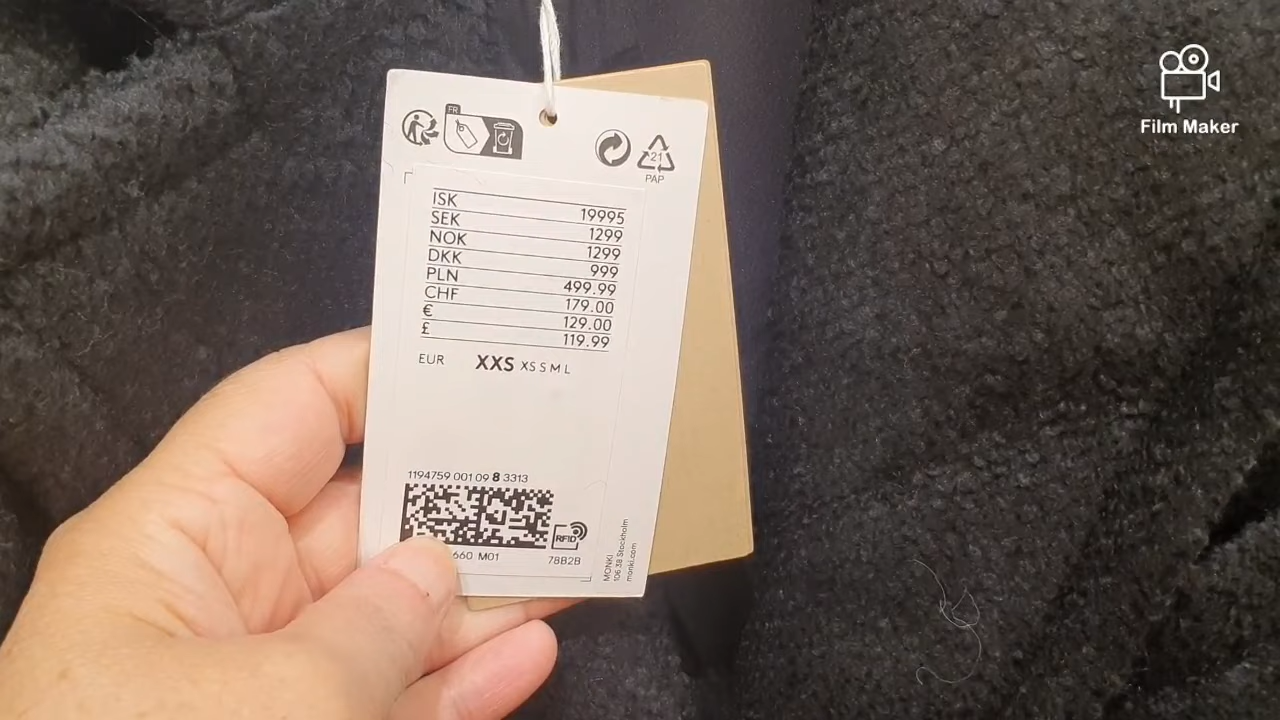 Film Maker
FR
21
PAP
ISK 19995
SEK 1299
NOK 1299
DKK 999
PLN 499.99
CHF 179.00
€ 129.00
£ 119.99
EUR XXS XS S M L
1194759 001 09 8 3313
RFID
660 M01 78B2B
MONKI
106 38 Stockholm
monki.com